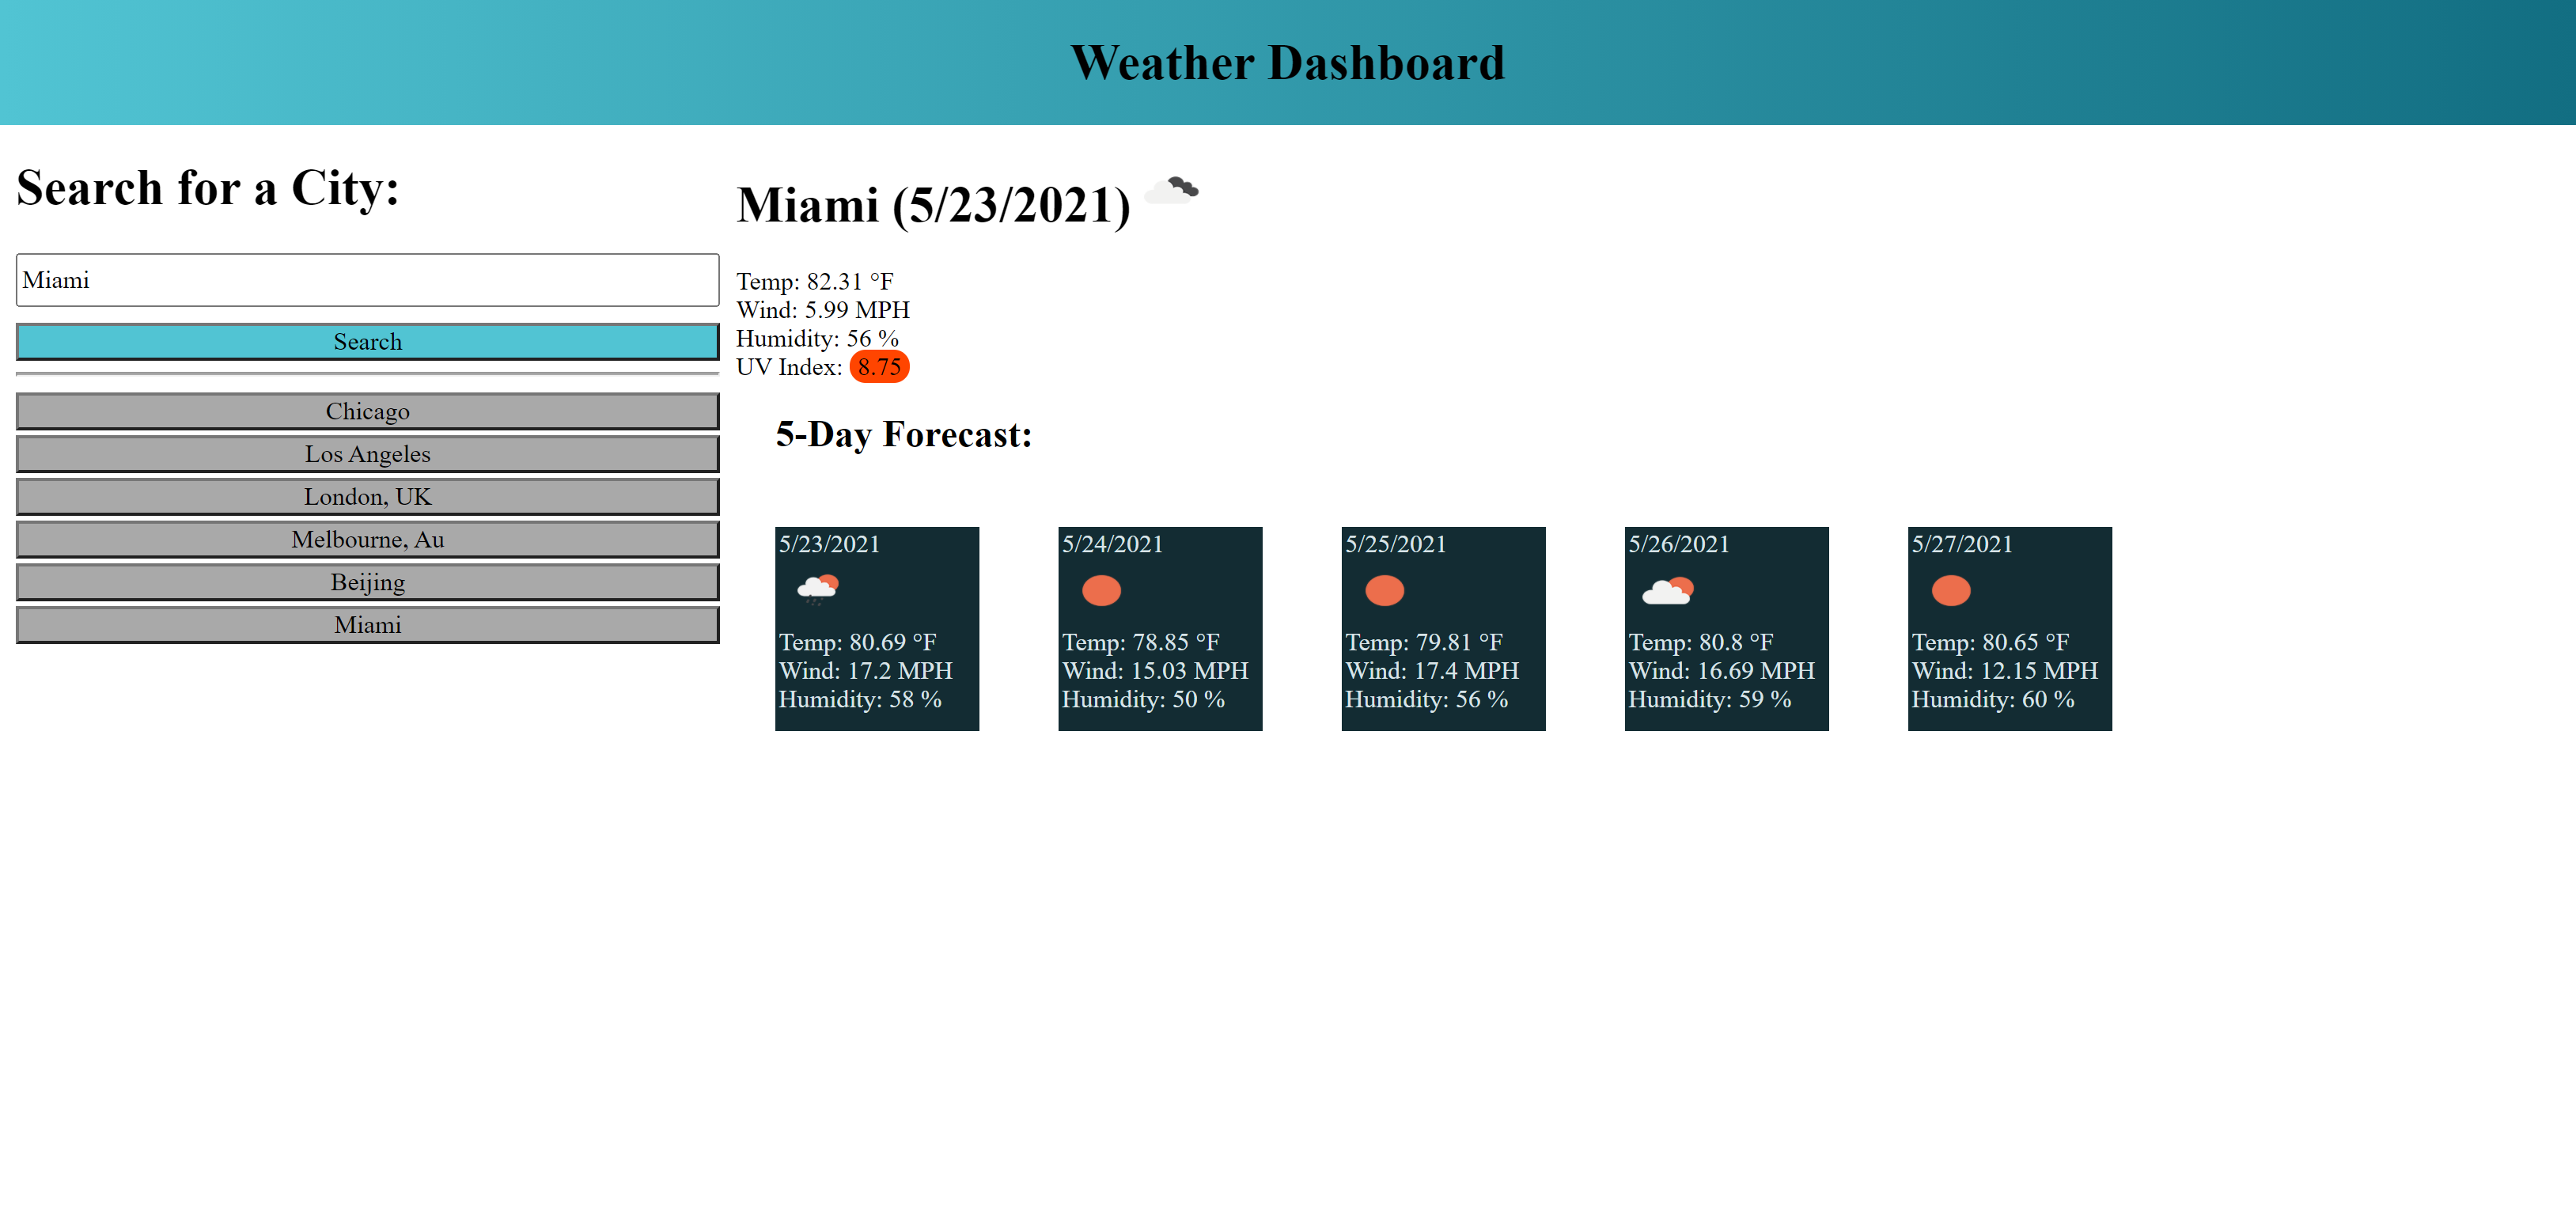 Weather Dashboard
Search for a City:
Miami
Search
Chicago
Los Angeles
London, UK
Melbourne, Au
Beijing
Miami
Miami (5/23/2021)
Temp: 82.31 °F
Wind: 5.99 MPH
Humidity: 56 %
UV Index: 8.75
5-Day Forecast:
5/23/2021
Temp: 80.69 °F
Wind: 17.2 MPH
Humidity: 58 %
5/24/2021
Temp: 78.85 °F
Wind: 15.03 MPH
Humidity: 50 %
5/25/2021
Temp: 79.81 °F
Wind: 17.4 MPH
Humidity: 56 %
5/26/2021
Temp: 80.8 °F
Wind: 16.69 MPH
Humidity: 59 %
5/27/2021
Temp: 80.65 °F
Wind: 12.15 MPH
Humidity: 60 %